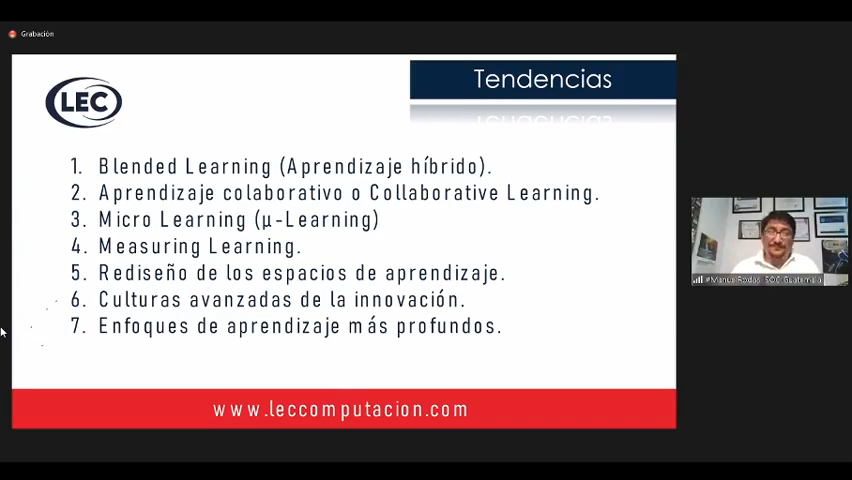 Grabación
LEC
Tendencias
1. Blended Learning (Aprendizaje híbrido).
2. Aprendizaje colaborativo o Collaborative Learning.
3. Micro Learning (µ-Learning)
4. Measuring Learning.
5. Rediseño de los espacios de aprendizaje.
6. Culturas avanzadas de la innovación.
7. Enfoques de aprendizaje más profundos.
www.leccomputacion.com
Guatemala